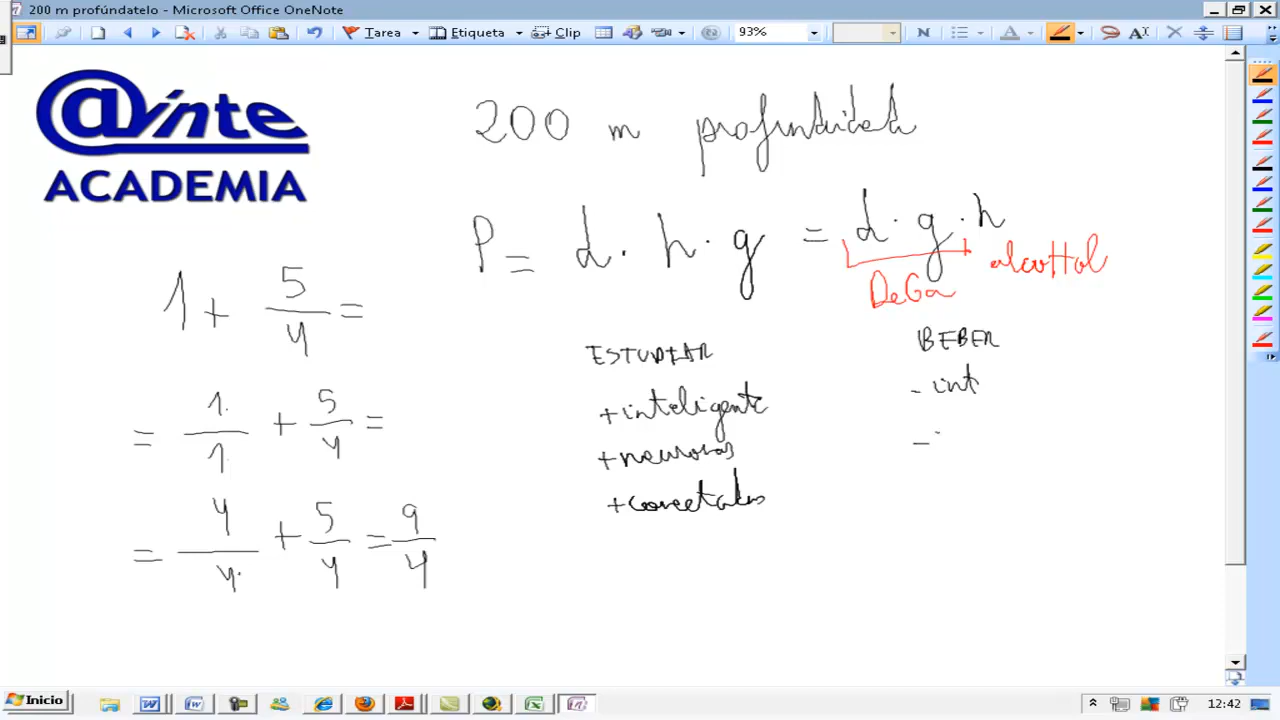 200 m profúndatelo - Microsoft Office OneNote
Tarea
Etiqueta
Clip
93%
N
A
@ainte
ACADEMIA
200 m profundidad
P = d · h · g = d · g · h
DeGa alcohol
1 + 5/4 =
= 1/1 + 5/4 =
= 4/4 + 5/4 = 9/4
ESTUDIAR
+ inteligente
+ neuronas
+ conectadas
BEBER
- int
-
Inicio
12:42